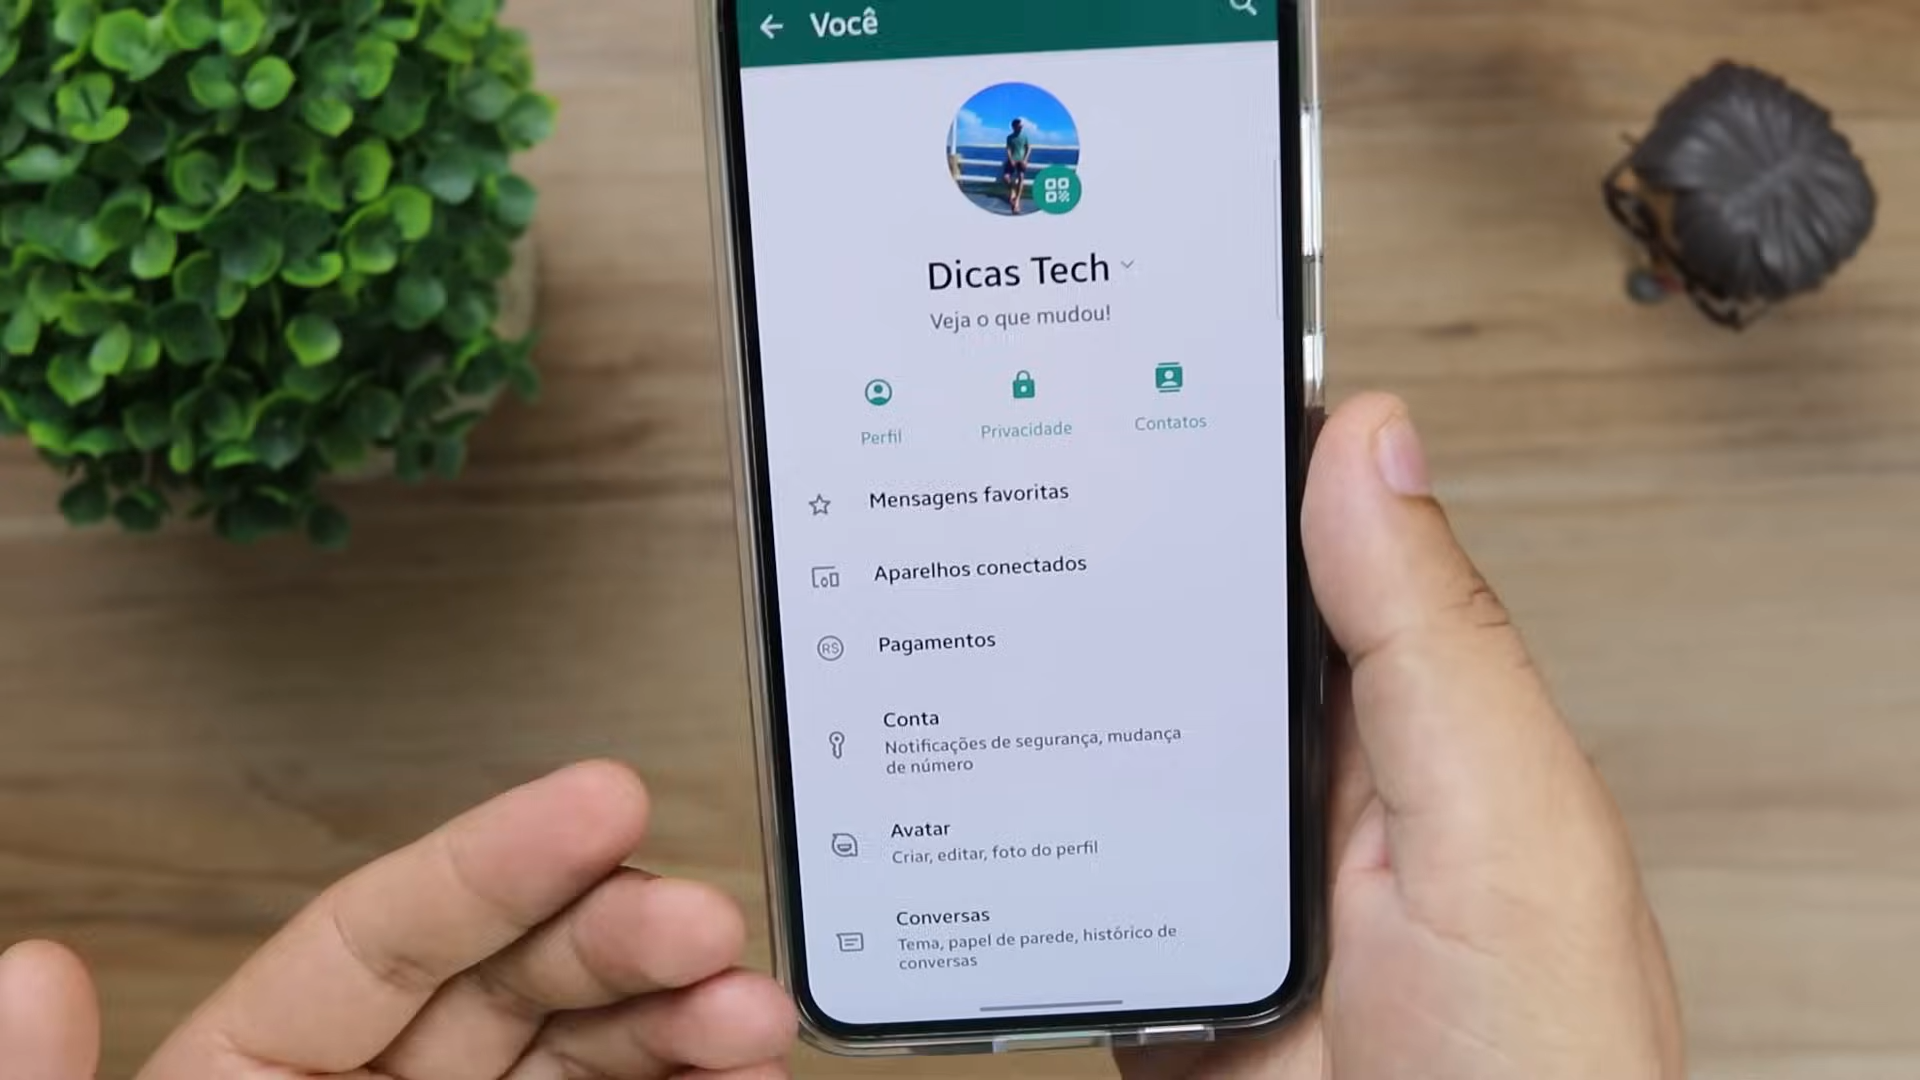 Você
Dicas Tech
Veja o que mudou!
Perfil
Privacidade
Contatos
Mensagens favoritas
Aparelhos conectados
R$
Pagamentos
Conta
Notificações de segurança, mudança
de número
Avatar
Criar, editar, foto do perfil
Conversas
Tema, papel de parede, histórico de
conversas